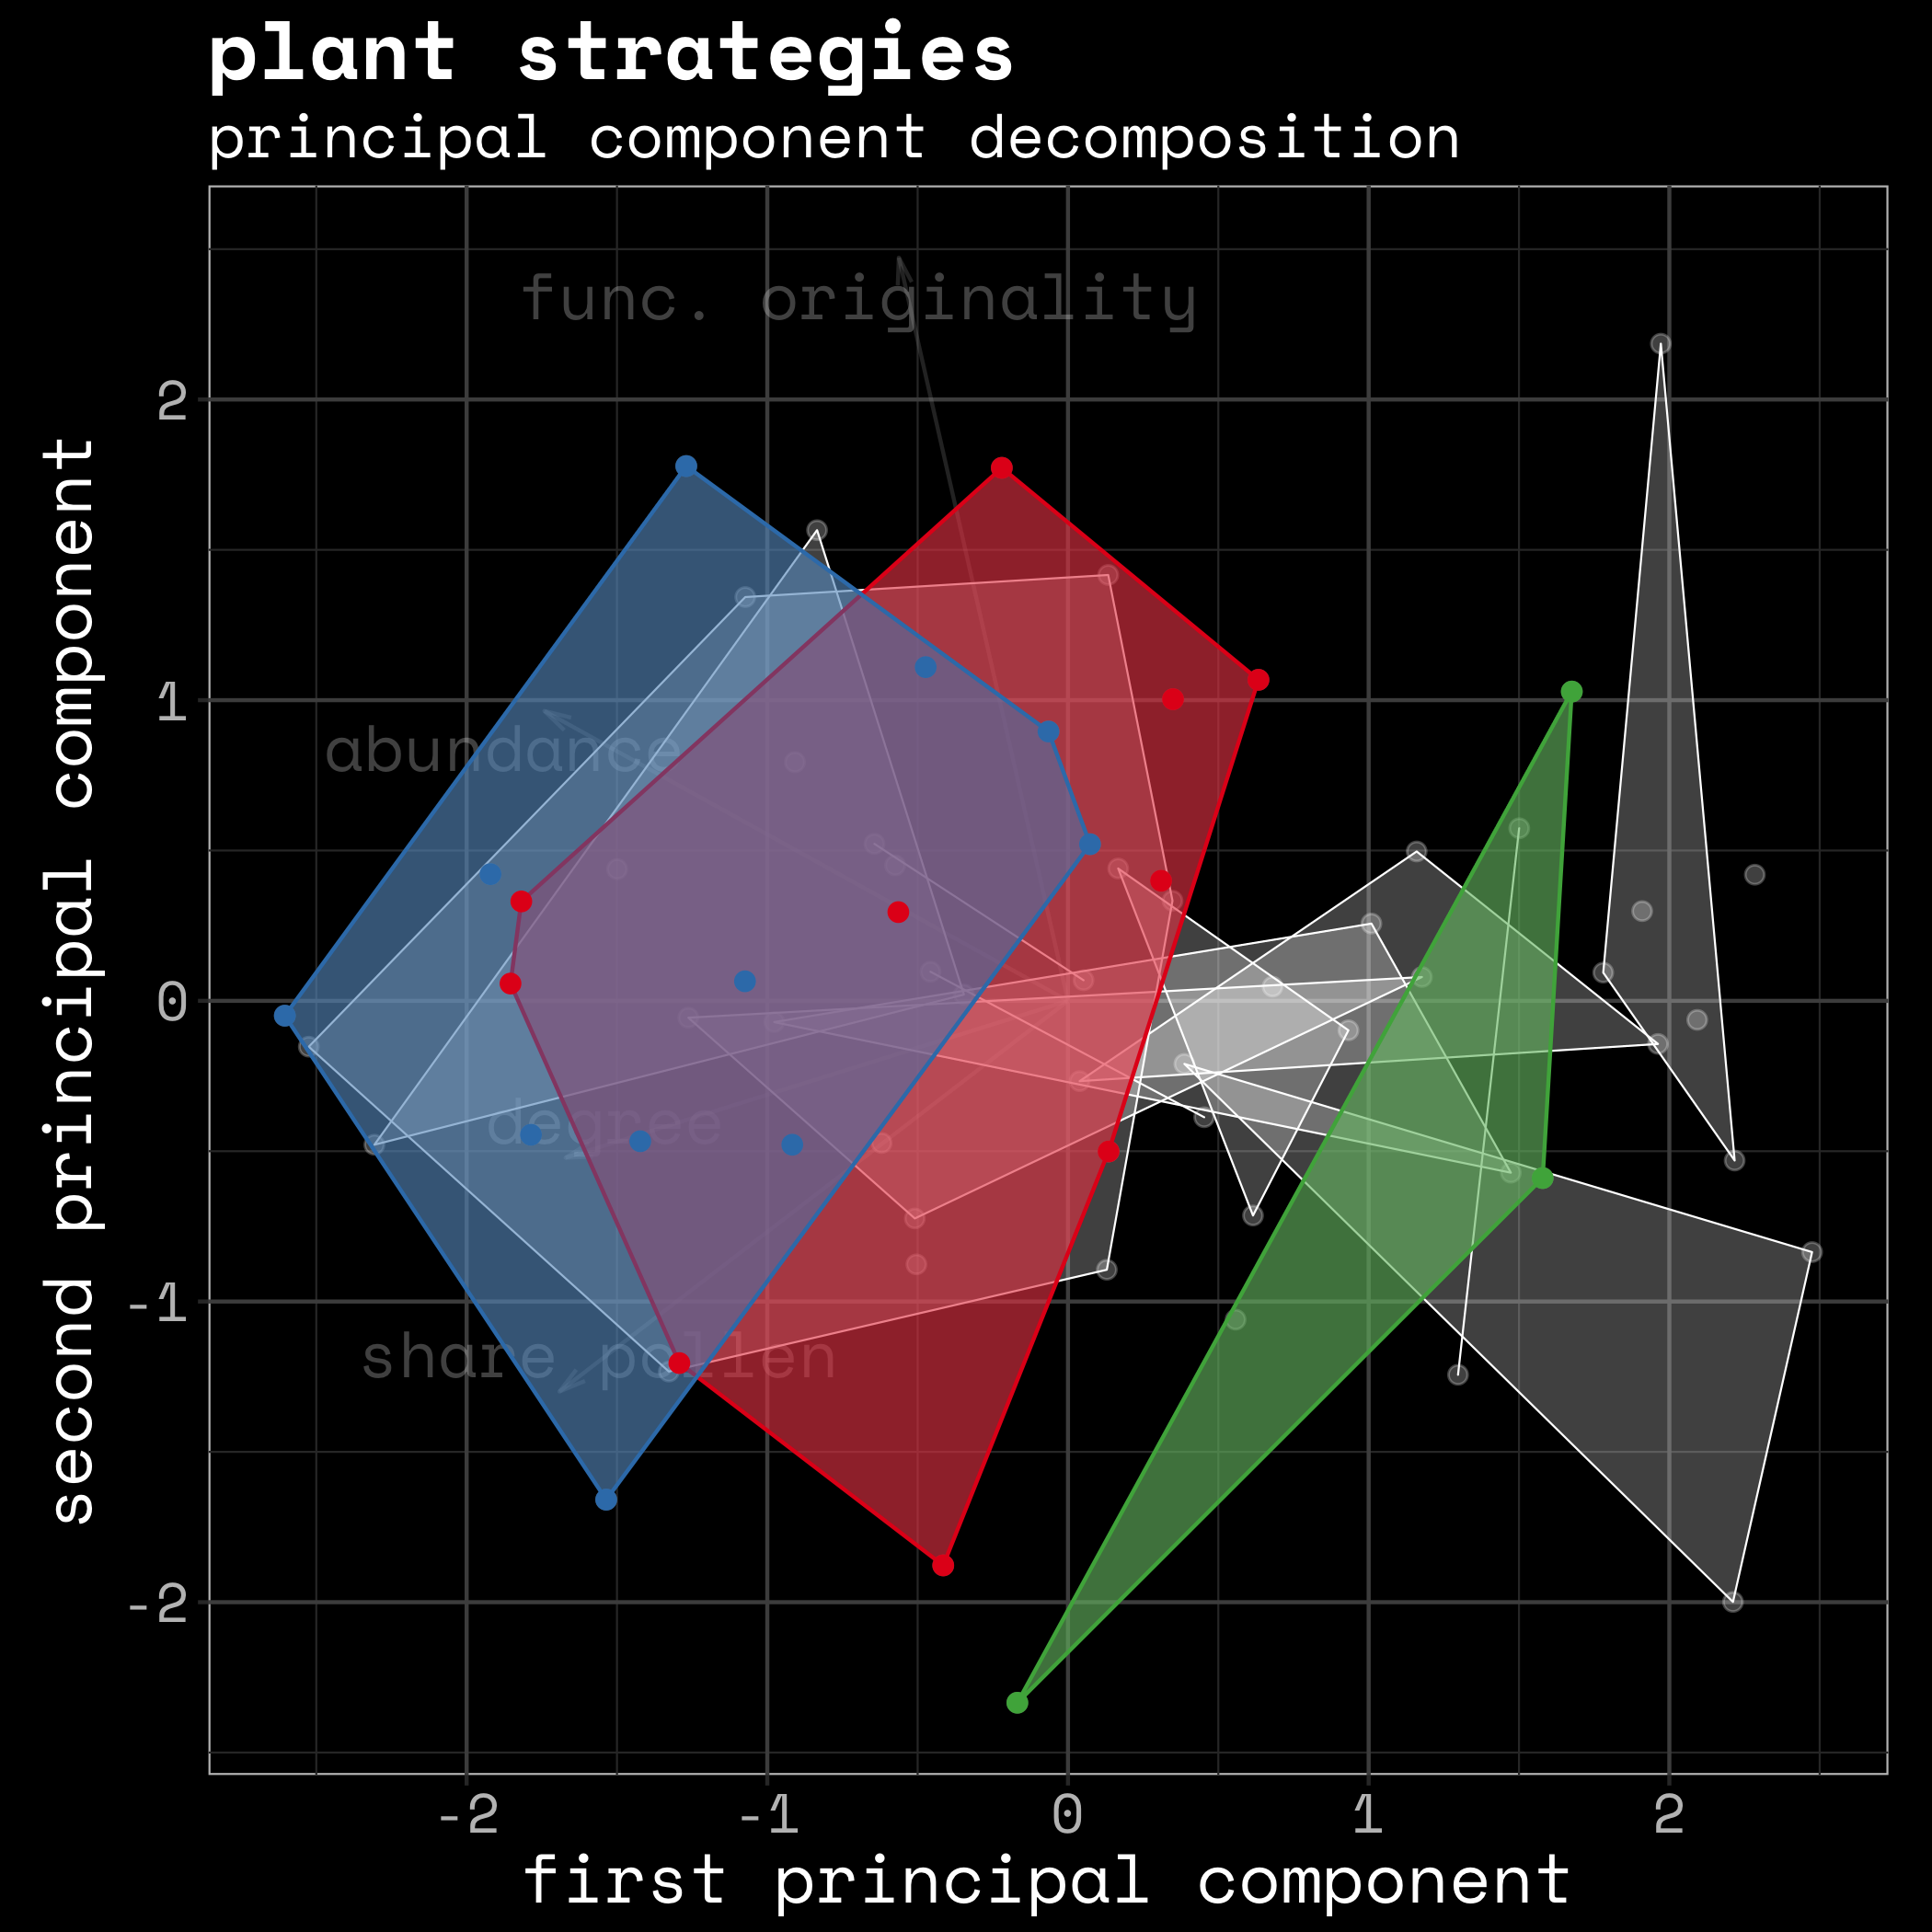 plant strategies
principal component decomposition
second principal component
func. originality
2
1
abundance
0
degree
-1
share pollen
-2
-2 -1 0 1 2
first principal component